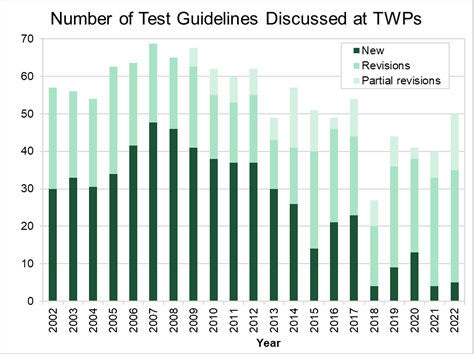 Number of Test Guidelines Discussed at TWPs
70
60
50
40
30
20
10
0
New
Revisions
Partial revisions
2002 2003 2004 2005 2006 2007 2008 2009 2010 2011 2012 2013 2014 2015 2016 2017 2018 2019 2020 2021 2022
Year